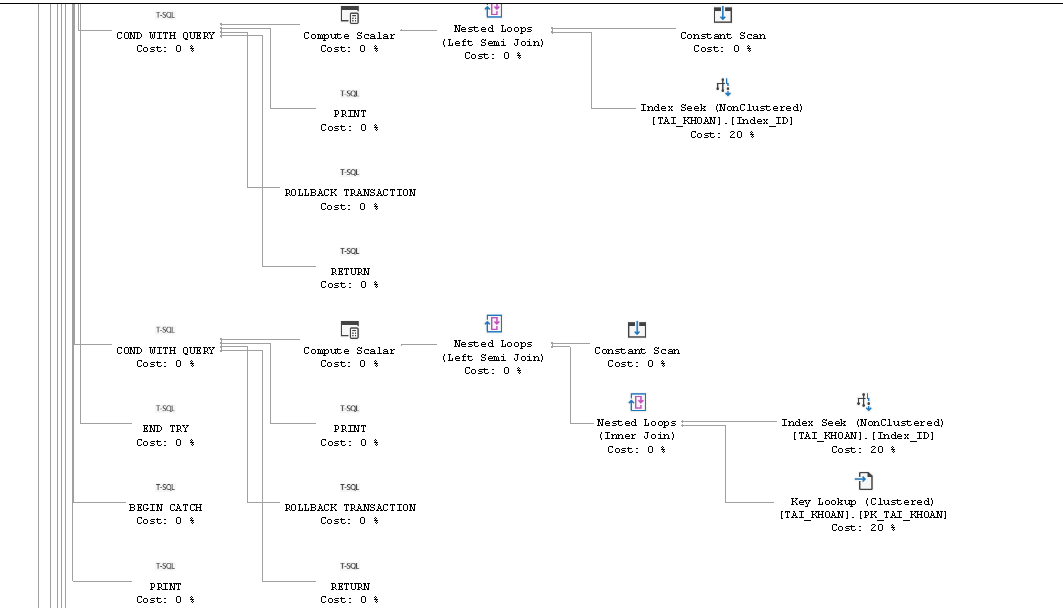 T-SQL
COND WITH QUERY
Cost: 0 %
Compute Scalar
Cost: 0 %
Nested Loops
(Left Semi Join)
Cost: 0 %
Constant Scan
Cost: 0 %
Index Seek (NonClustered)
[TAI_KHOAN].[Index_ID]
Cost: 20 %
T-SQL
PRINT
Cost: 0 %
T-SQL
ROLLBACK TRANSACTION
Cost: 0 %
T-SQL
RETURN
Cost: 0 %
T-SQL
COND WITH QUERY
Cost: 0 %
Compute Scalar
Cost: 0 %
Nested Loops
(Left Semi Join)
Cost: 0 %
Constant Scan
Cost: 0 %
T-SQL
END TRY
Cost: 0 %
T-SQL
PRINT
Cost: 0 %
Nested Loops
(Inner Join)
Cost: 0 %
Index Seek (NonClustered)
[TAI_KHOAN].[Index_ID]
Cost: 20 %
T-SQL
BEGIN CATCH
Cost: 0 %
T-SQL
ROLLBACK TRANSACTION
Cost: 0 %
Key Lookup (Clustered)
[TAI_KHOAN].[PK_TAI_KHOAN]
Cost: 20 %
T-SQL
PRINT
Cost: 0 %
T-SQL
RETURN
Cost: 0 %